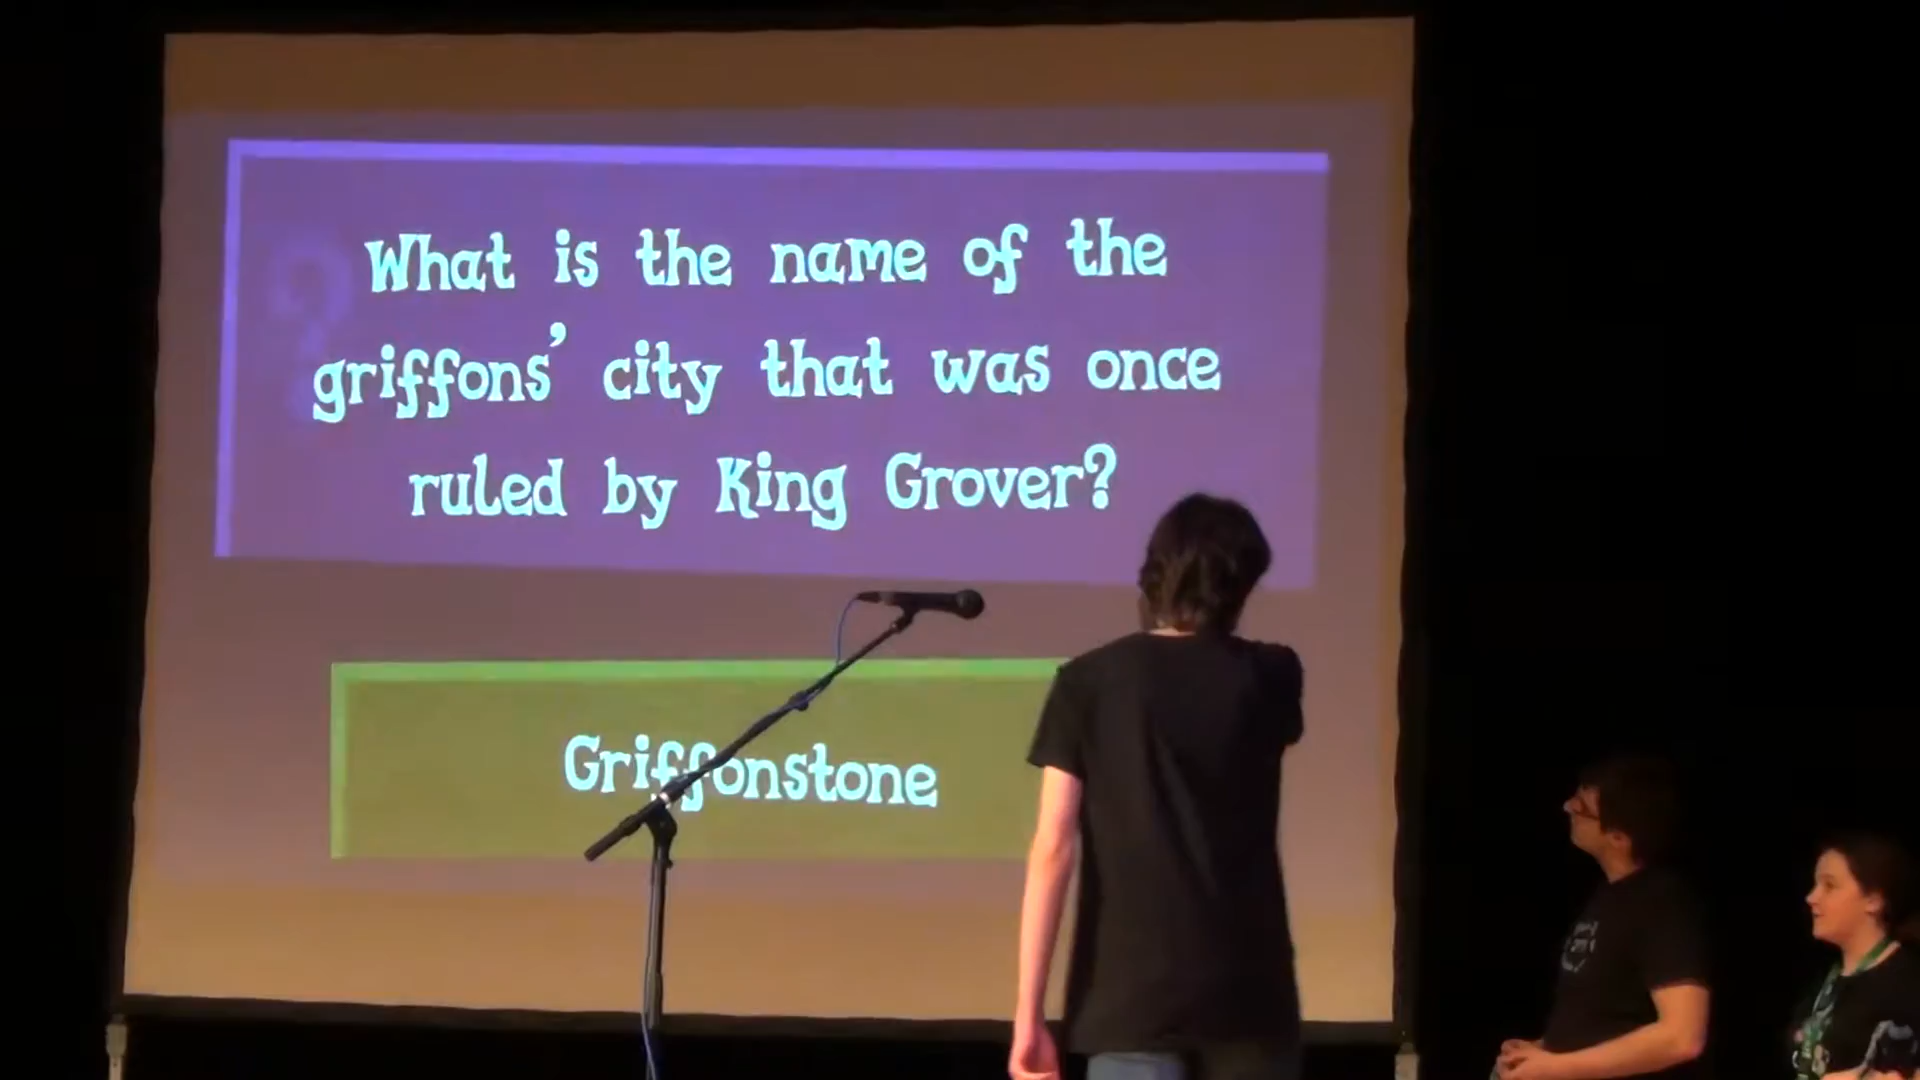 What is the name of the
griffons' city that was once
ruled by King Grover?
Griffonstone